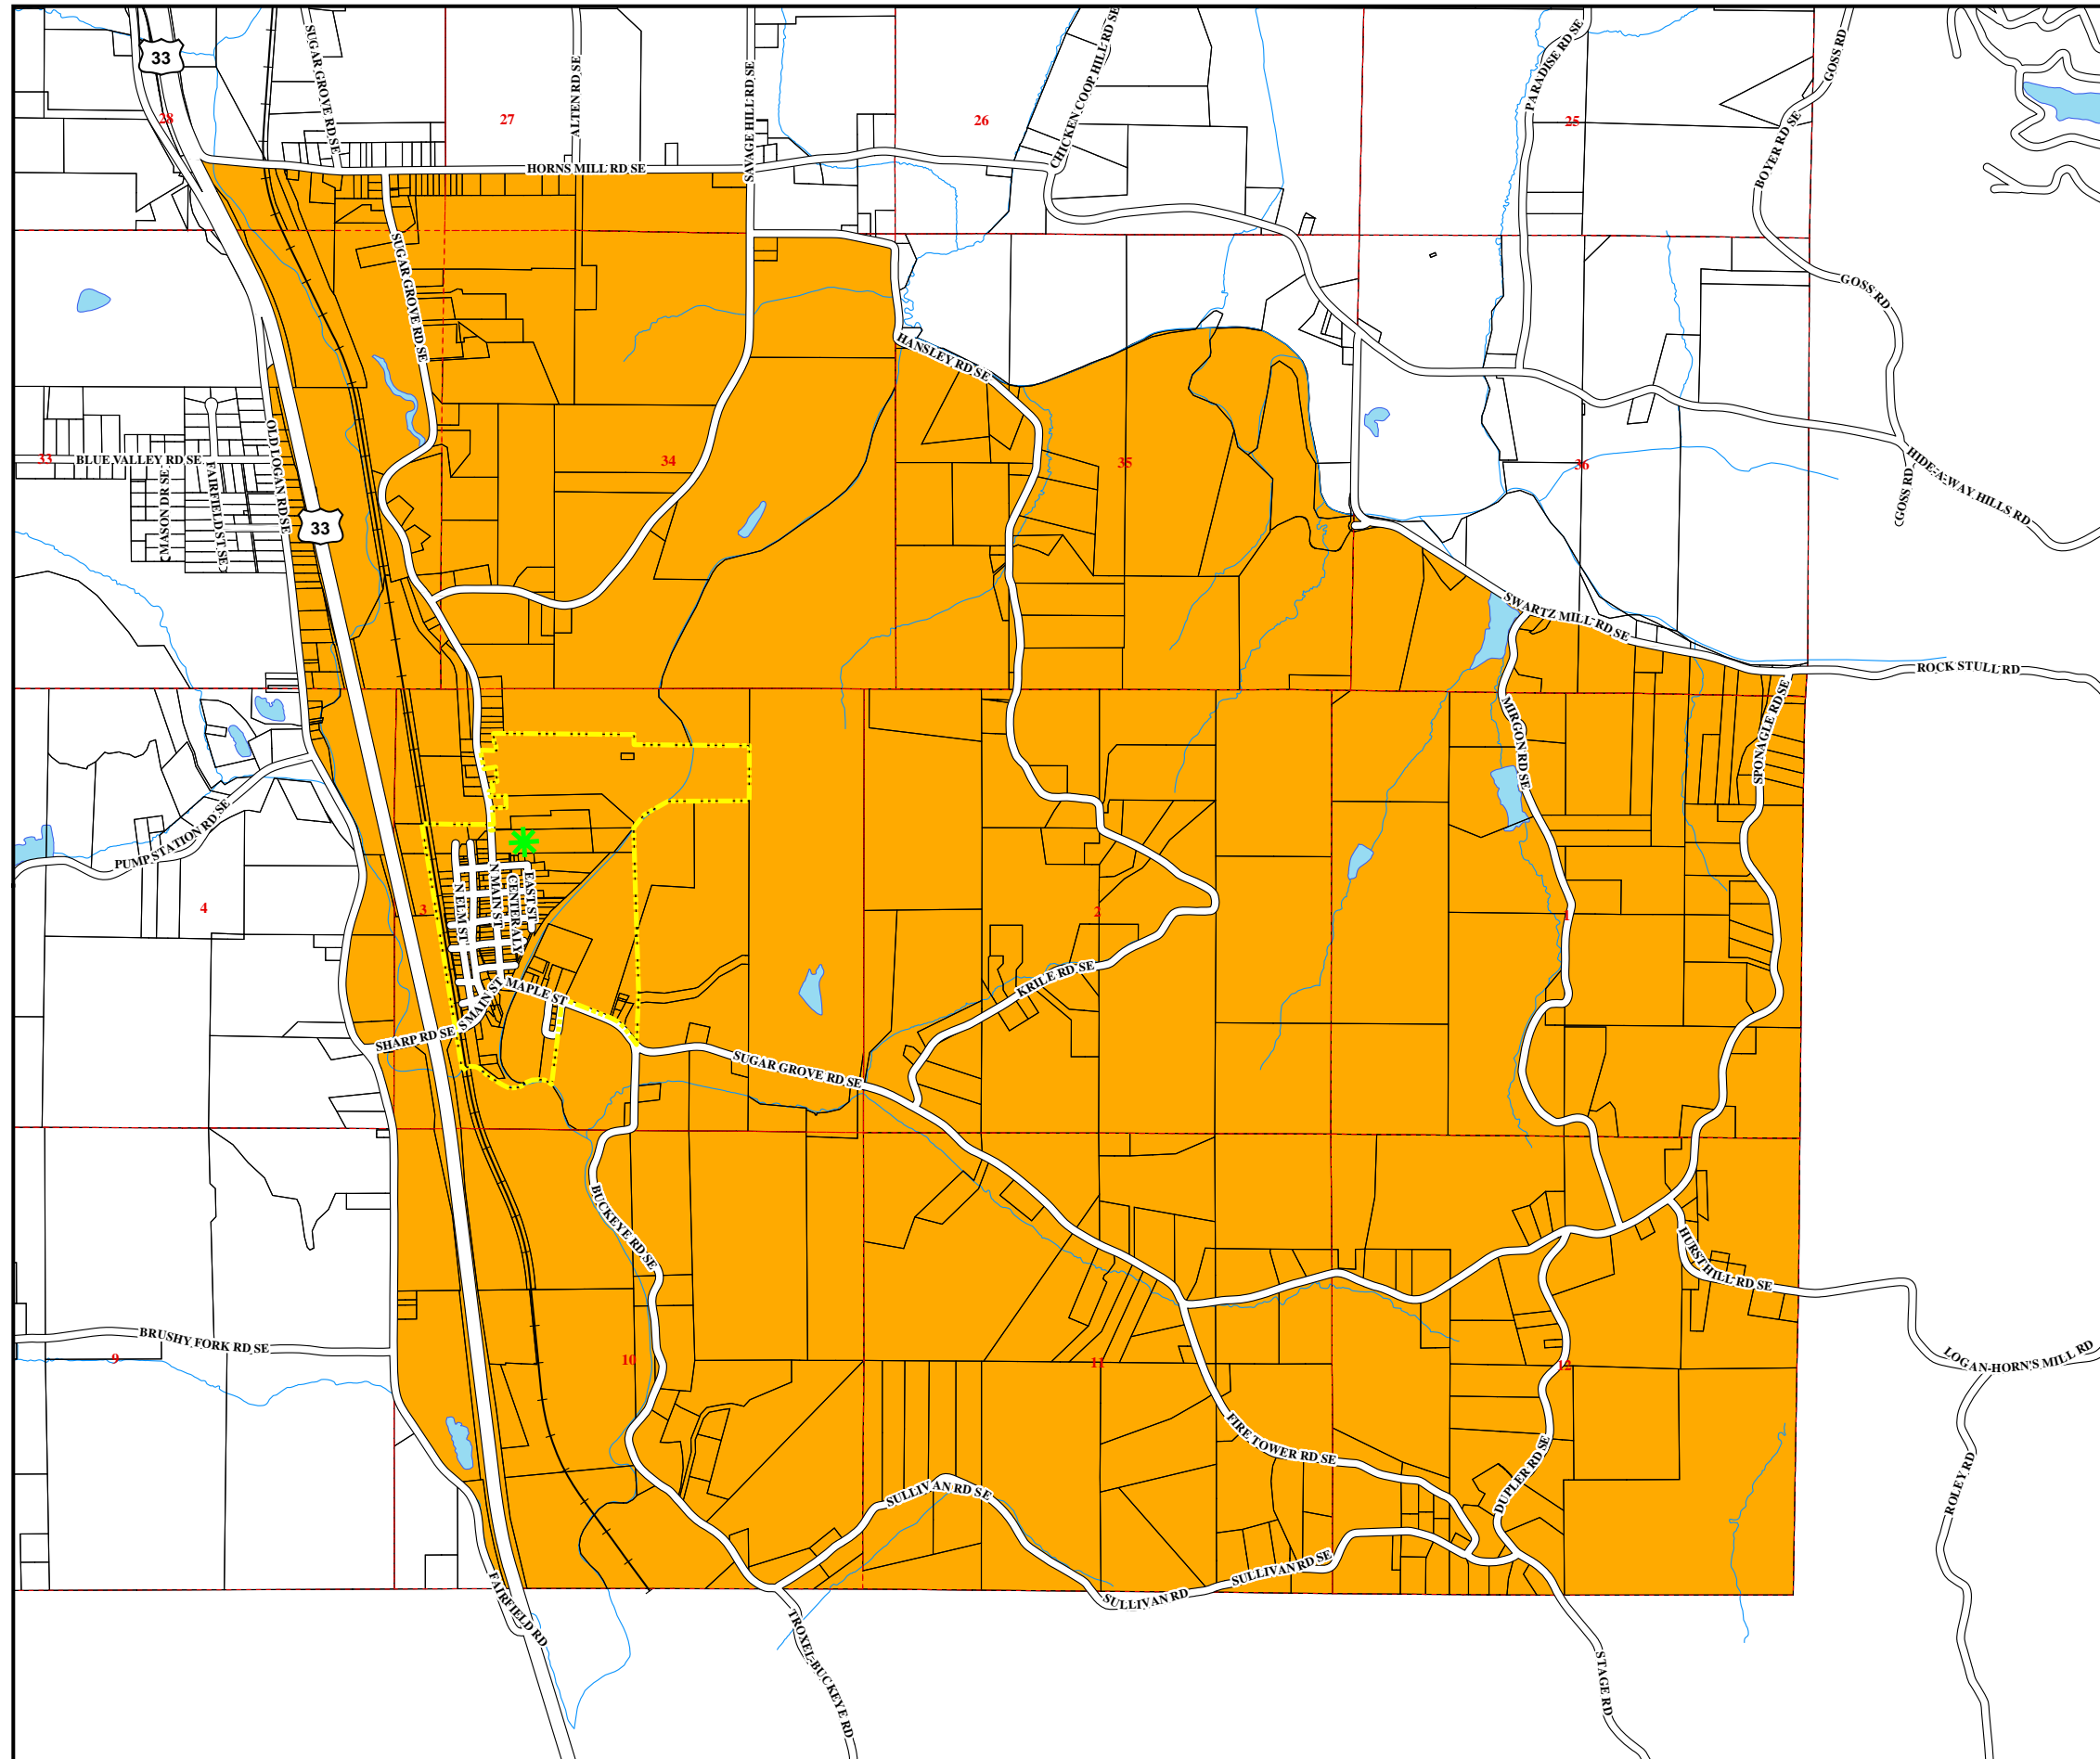 33
SUGAR GROVE RD SE
ALTEN RD SE
SAVAGE HILL RD SE
CHICKEN COOP HILL RD SE
PARADISE RD SE
GOSS RD
BOYER RD SE
28
27
26
25
HORNS MILL RD SE
SUGAR GROVE RD SE
GOSS RD
HANSLEY RD SE
33
BLUE VALLEY RD SE
MASON DR SE
FAIRFIELD ST SE
OLD LOGAN RD SE
33
34
35
36
GOSS RD
HIDE-A-WAY HILLS RD
SWARTZ MILL RD SE
ROCK STULL RD
MIRGON RD SE
SPONAGLE RD SE
PUMP STATION RD SE
4
3
2
1
N ELM ST
N MAIN ST
CENTER ALY
EAST ST
S MAIN ST
MAPLE ST
SHARP RD SE
KRILE RD SE
SUGAR GROVE RD SE
BUCKEYE RD SE
HURST HILL RD SE
BRUSHY FORK RD SE
9
10
11
12
LOGAN-HORN'S MILL RD
FIRE TOWER RD SE
DUPLER RD SE
ROLEY RD
SULLIVAN RD SE
SULLIVAN RD SE
SULLIVAN RD
FAIRFIELD RD
TROXEL-BUCKEYE RD
STAGE RD